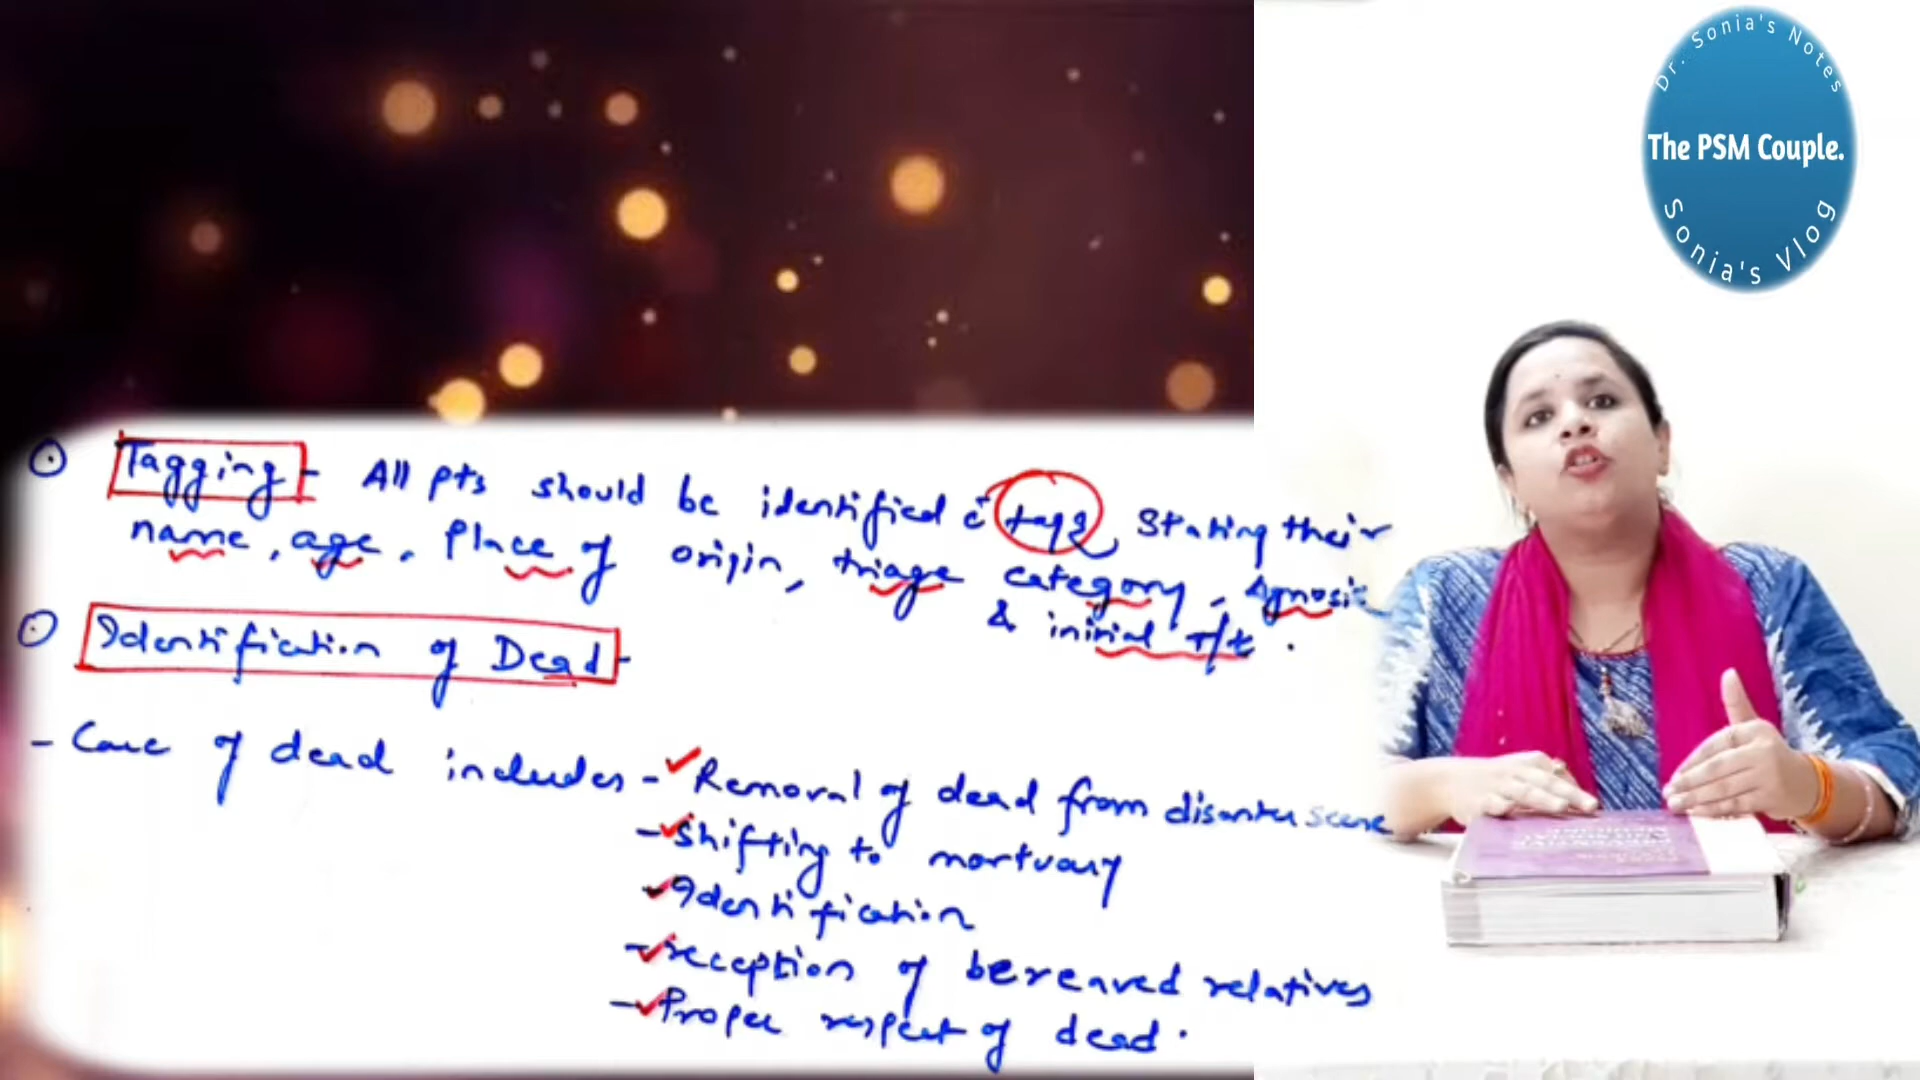 Dr. Sonia's Notes
The PSM Couple.
Sonia's Vlog
Tagging - All pts should be identified c̄ tags, stating their
name, age, Place of origin, triage category, dgnosis
& initial T/t.
Identification of Dead -
- Care of dead includes - Removal of dead from disaster scene
- shifting to mortuary
- Identification
- reception of bereaved relatives
- Proper respect of dead.